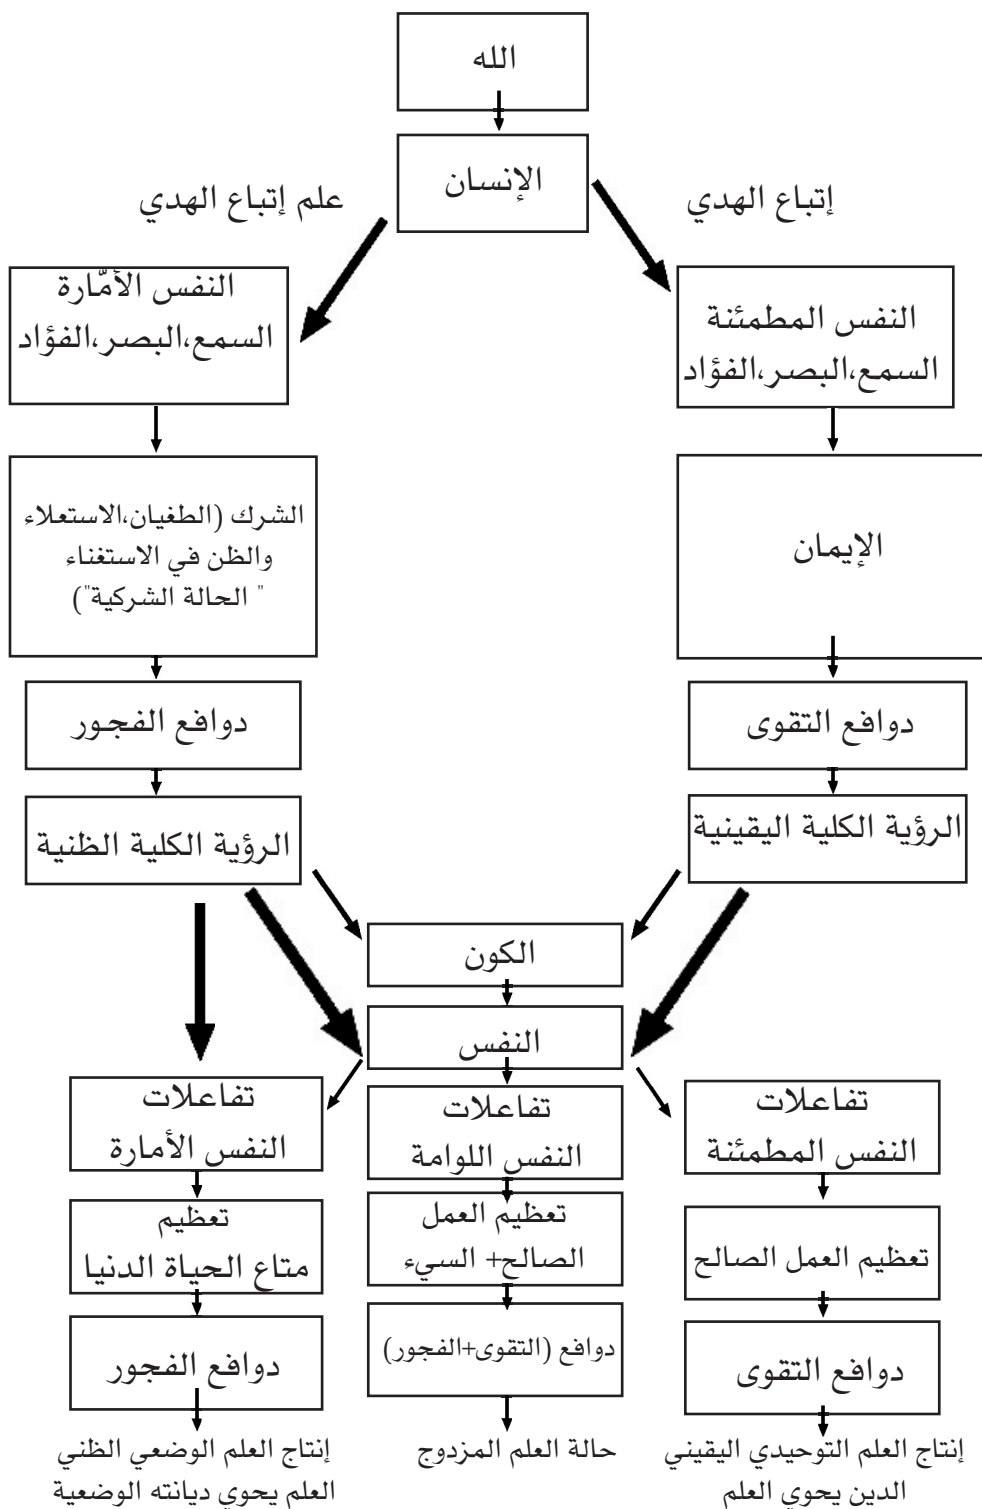 الله
الإنسان
إتباع الهدي
علم إتباع الهدي
النفس المطمئنة
السمع،البصر،الفؤاد
النفس الأمّارة
السمع،البصر،الفؤاد
الإيمان
الشرك (الطغيان،الاستعلاء
والظن في الاستغناء
" الحالة الشركية")
دوافع التقوى
دوافع الفجور
الرؤية الكلية اليقينية
الرؤية الكلية الظنية
الكون
النفس
تفاعلات
النفس المطمئنة
تفاعلات
النفس اللوامة
تفاعلات
النفس الأمارة
تعظيم العمل الصالح
تعظيم العمل
الصالح+ السيء
تعظيم
متاع الحياة الدنيا
دوافع التقوى
دوافع (التقوى+الفجور)
دوافع الفجور
إنتاج العلم التوحيدي اليقيني
الدين يحوي العلم
حالة العلم المزدوج
إنتاج العلم الوضعي الظني
العلم يحوي ديانته الوضعية